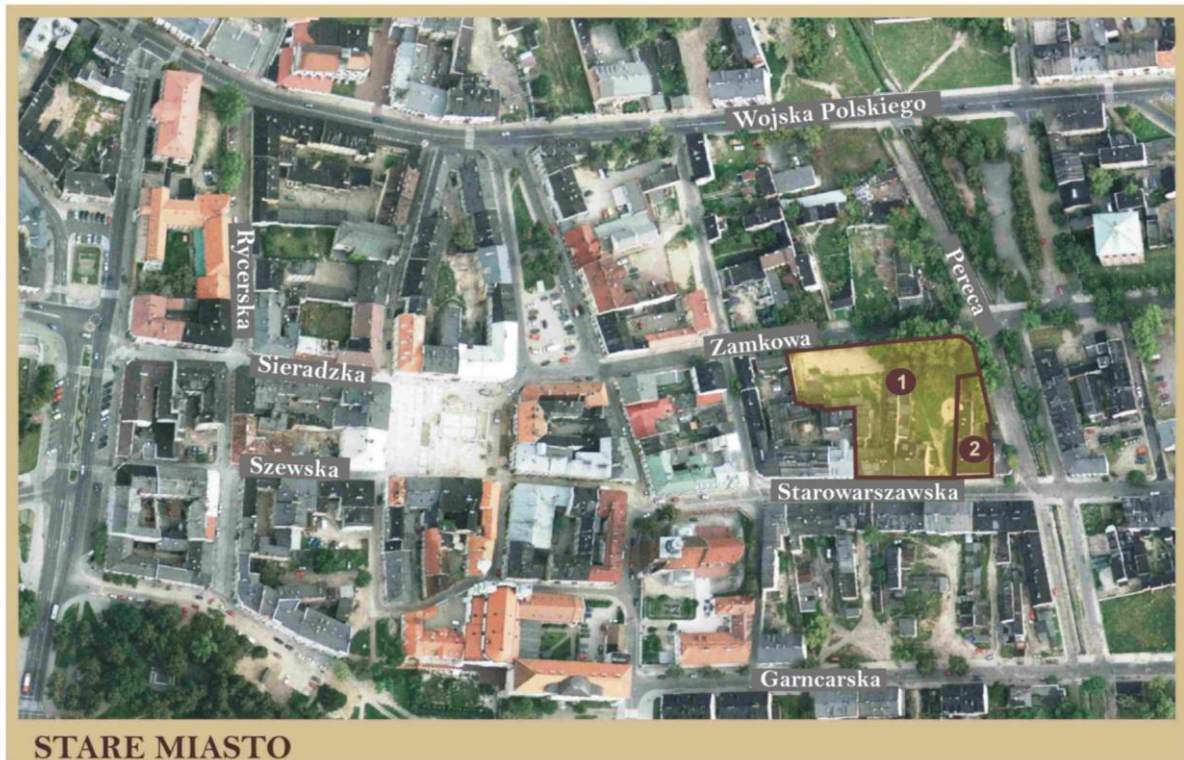 Wojska Polskiego
Rycerska
Pereca
Zamkowa
Sieradzka
1
2
Szewska
Starowarszawska
Garncarska
STARE MIASTO